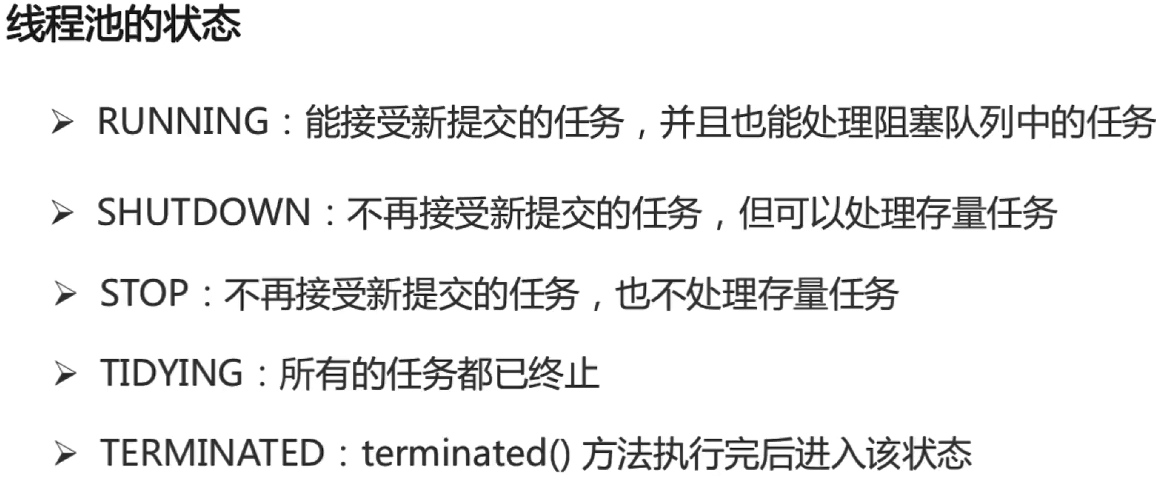 线程池的状态
➢ RUNNING：能接受新提交的任务，并且也能处理阻塞队列中的任务
➢ SHUTDOWN：不再接受新提交的任务，但可以处理存量任务
➢ STOP：不再接受新提交的任务，也不处理存量任务
➢ TIDYING：所有的任务都已终止
➢ TERMINATED：terminated() 方法执行完后进入该状态